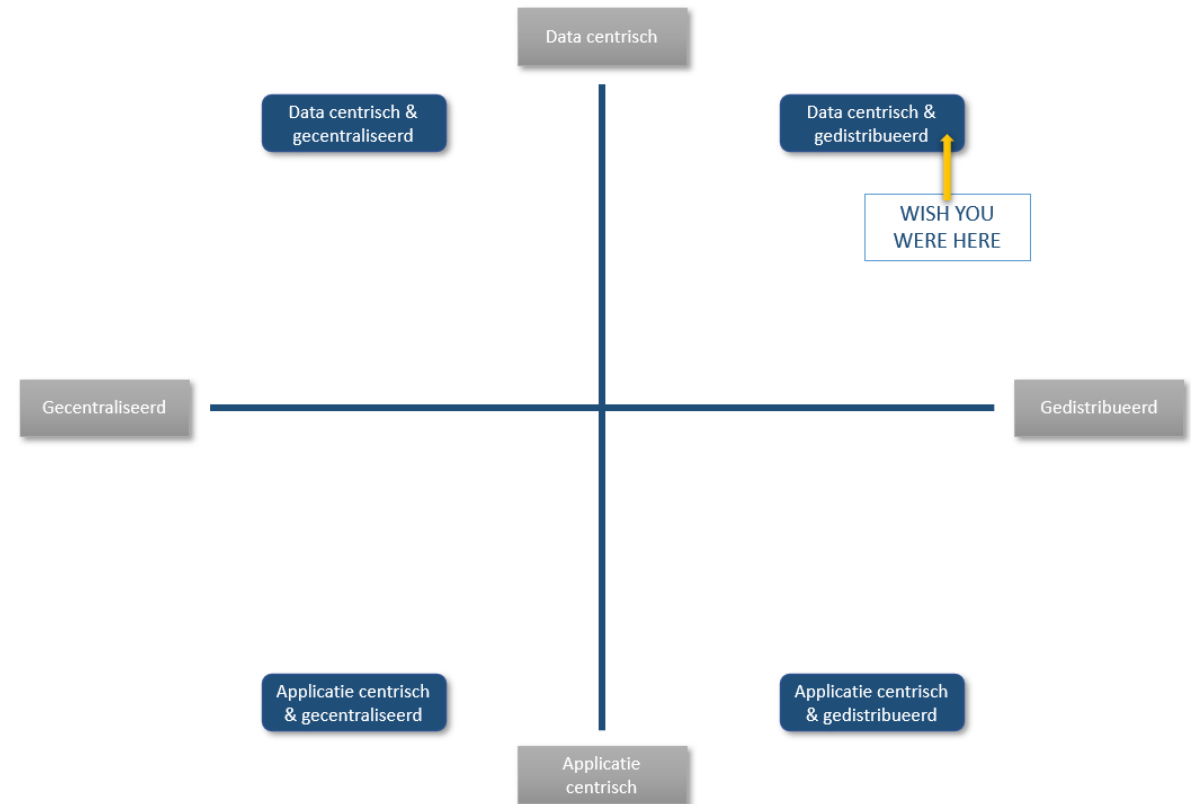 Data centrisch
Data centrisch &
gecentraliseerd
Data centrisch &
gedistribueerd
WISH YOU
WERE HERE
Gecentraliseerd
Gedistribueerd
Applicatie centrisch
& gecentraliseerd
Applicatie centrisch
& gedistribueerd
Applicatie
centrisch